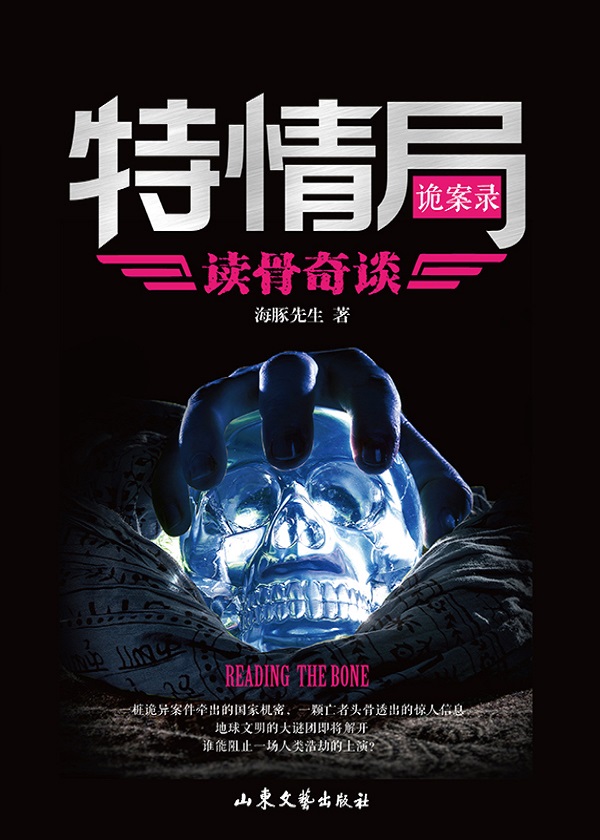 特情局
诡案录
读骨奇谈
海豚先生 著
READING THE BONE
一桩诡异案件牵出的国家机密、一颗亡者头骨透出的惊人信息
地球文明的大谜团即将解开
谁能阻止一场人类浩劫的上演?
山东文艺出版社